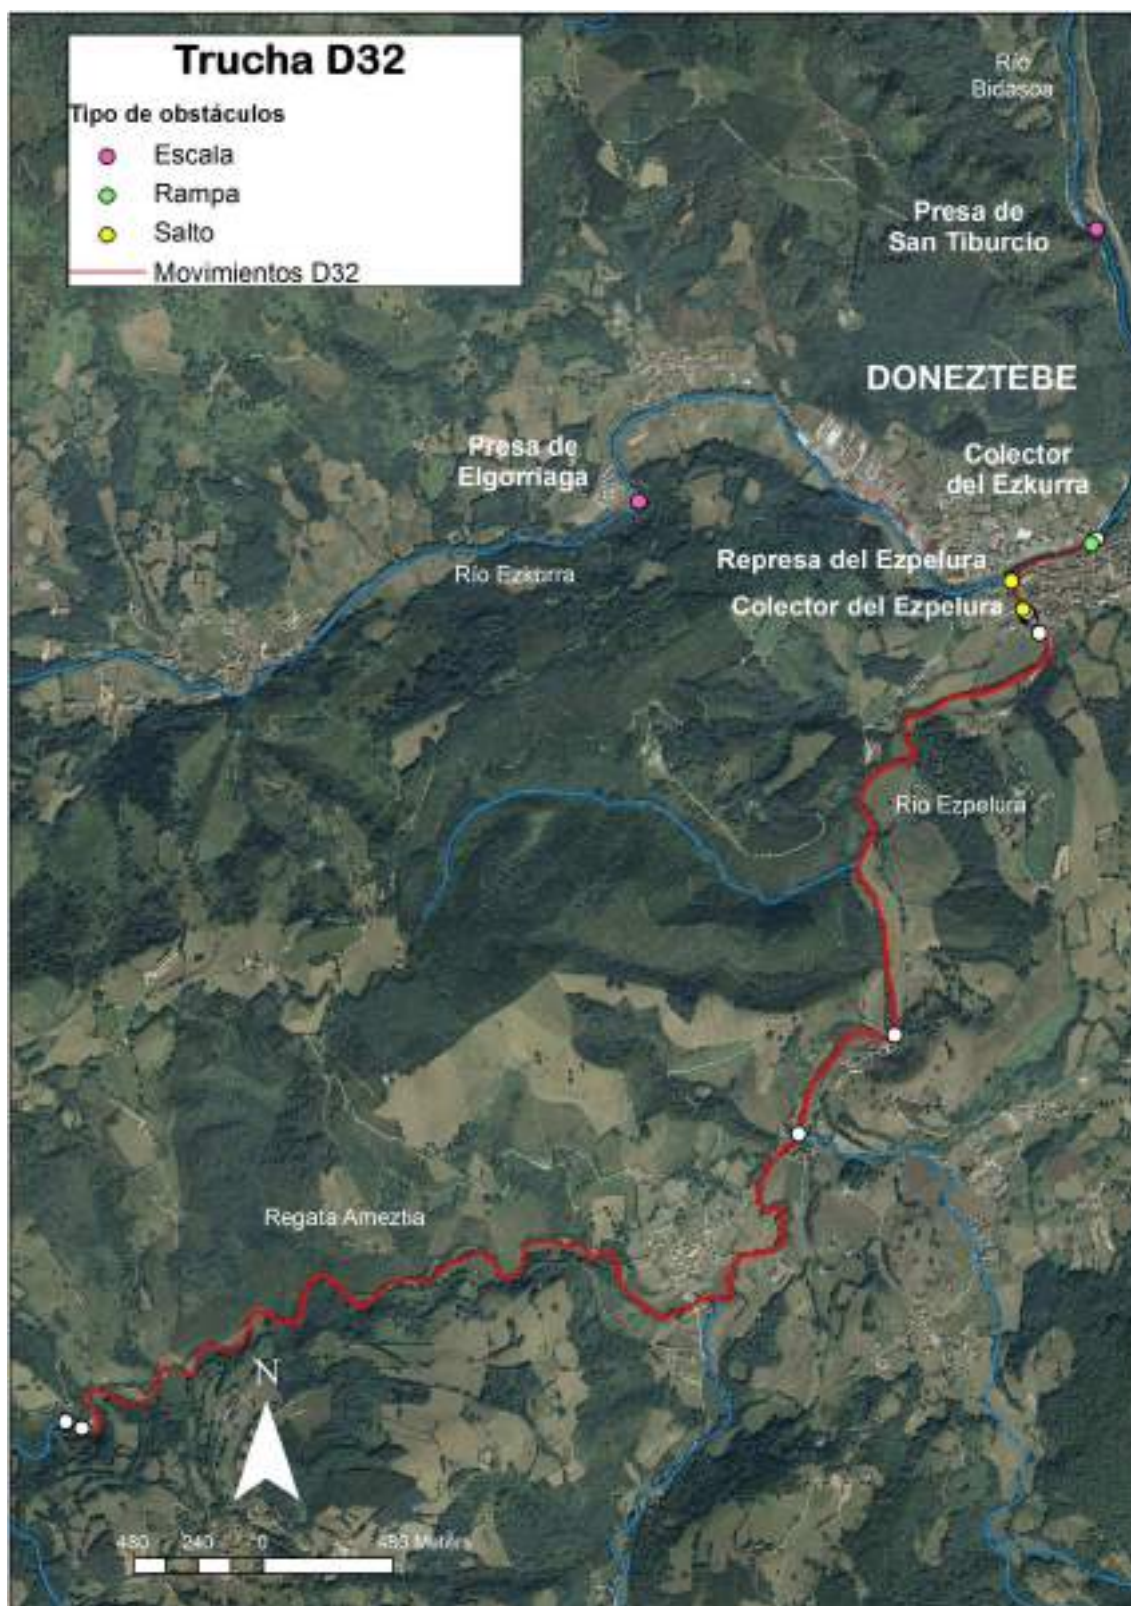 Trucha D32
Tipo de obstáculos
Escala
Rampa
Salto
Movimientos D32
Río
Bidasoa
Presa de
San Tiburcio
DONEZTEBE
Presa de
Elgorriaga
Colector
del Ezkurra
Río Ezkurra
Represa del Ezpelura
Colector del Ezpelura
Río Ezpelura
Regata Ameztia
N
480 240 0 480 Metres